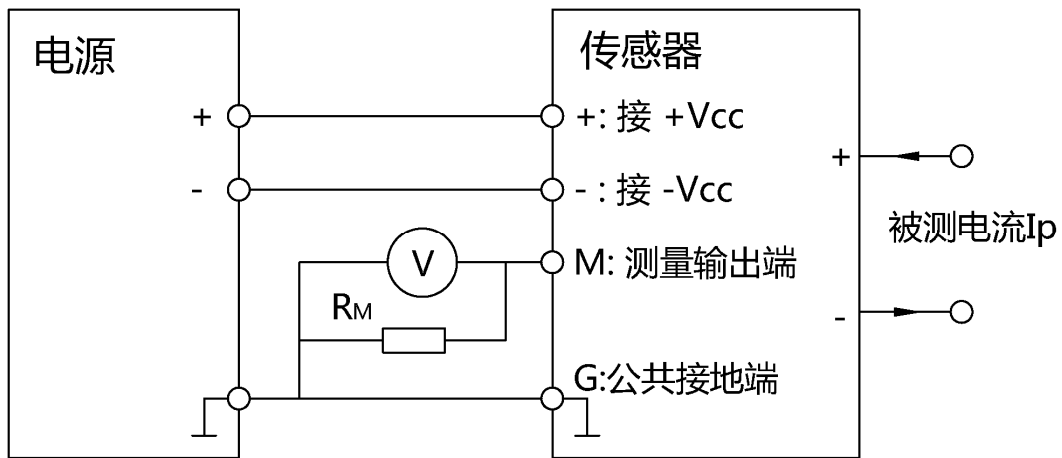 电源
传感器
+
+: 接 +Vcc
+
-
- : 接 -Vcc
被测电流Ip
V
M: 测量输出端
RM
-
G:公共接地端